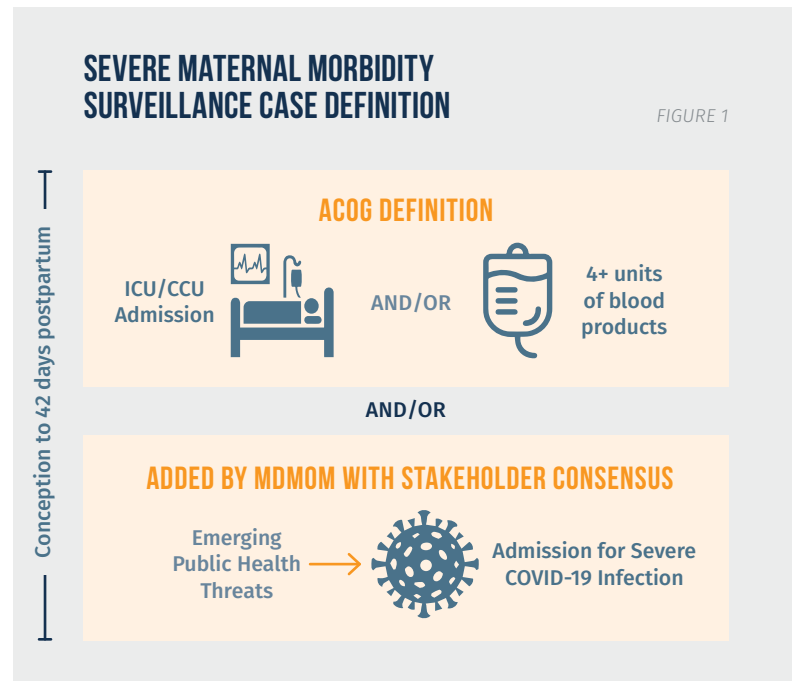 SEVERE MATERNAL MORBIDITY
SURVEILLANCE CASE DEFINITION
FIGURE 1
Conception to 42 days postpartum
ACOG DEFINITION
ICU/CCU
Admission
AND/OR
4+ units
of blood
products
AND/OR
ADDED BY MDMOM WITH STAKEHOLDER CONSENSUS
Emerging
Public Health
Threats
Admission for Severe
COVID-19 Infection